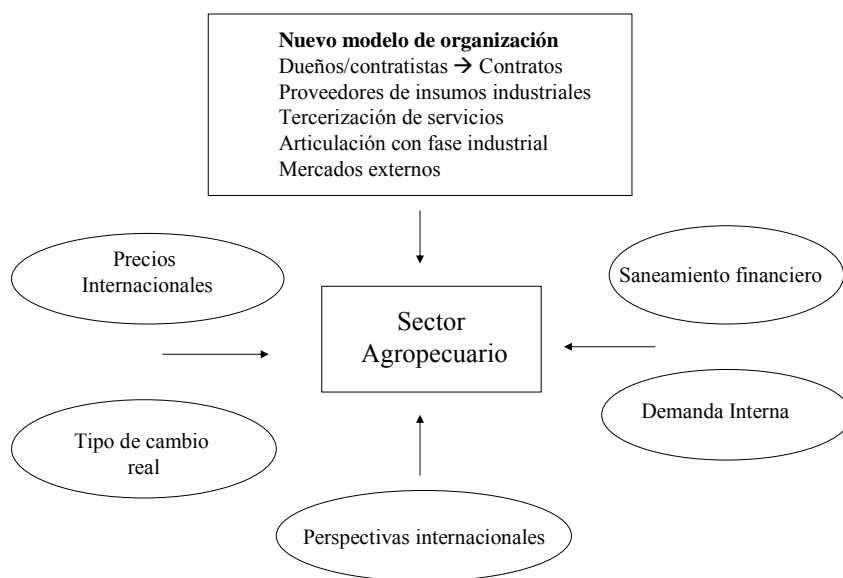 Nuevo modelo de organización
Dueños/contratistas → Contratos
Proveedores de insumos industriales
Tercerización de servicios
Articulación con fase industrial
Mercados externos
Precios
Internacionales
Saneamiento financiero
Sector
Agropecuario
Demanda Interna
Tipo de cambio
real
Perspectivas internacionales